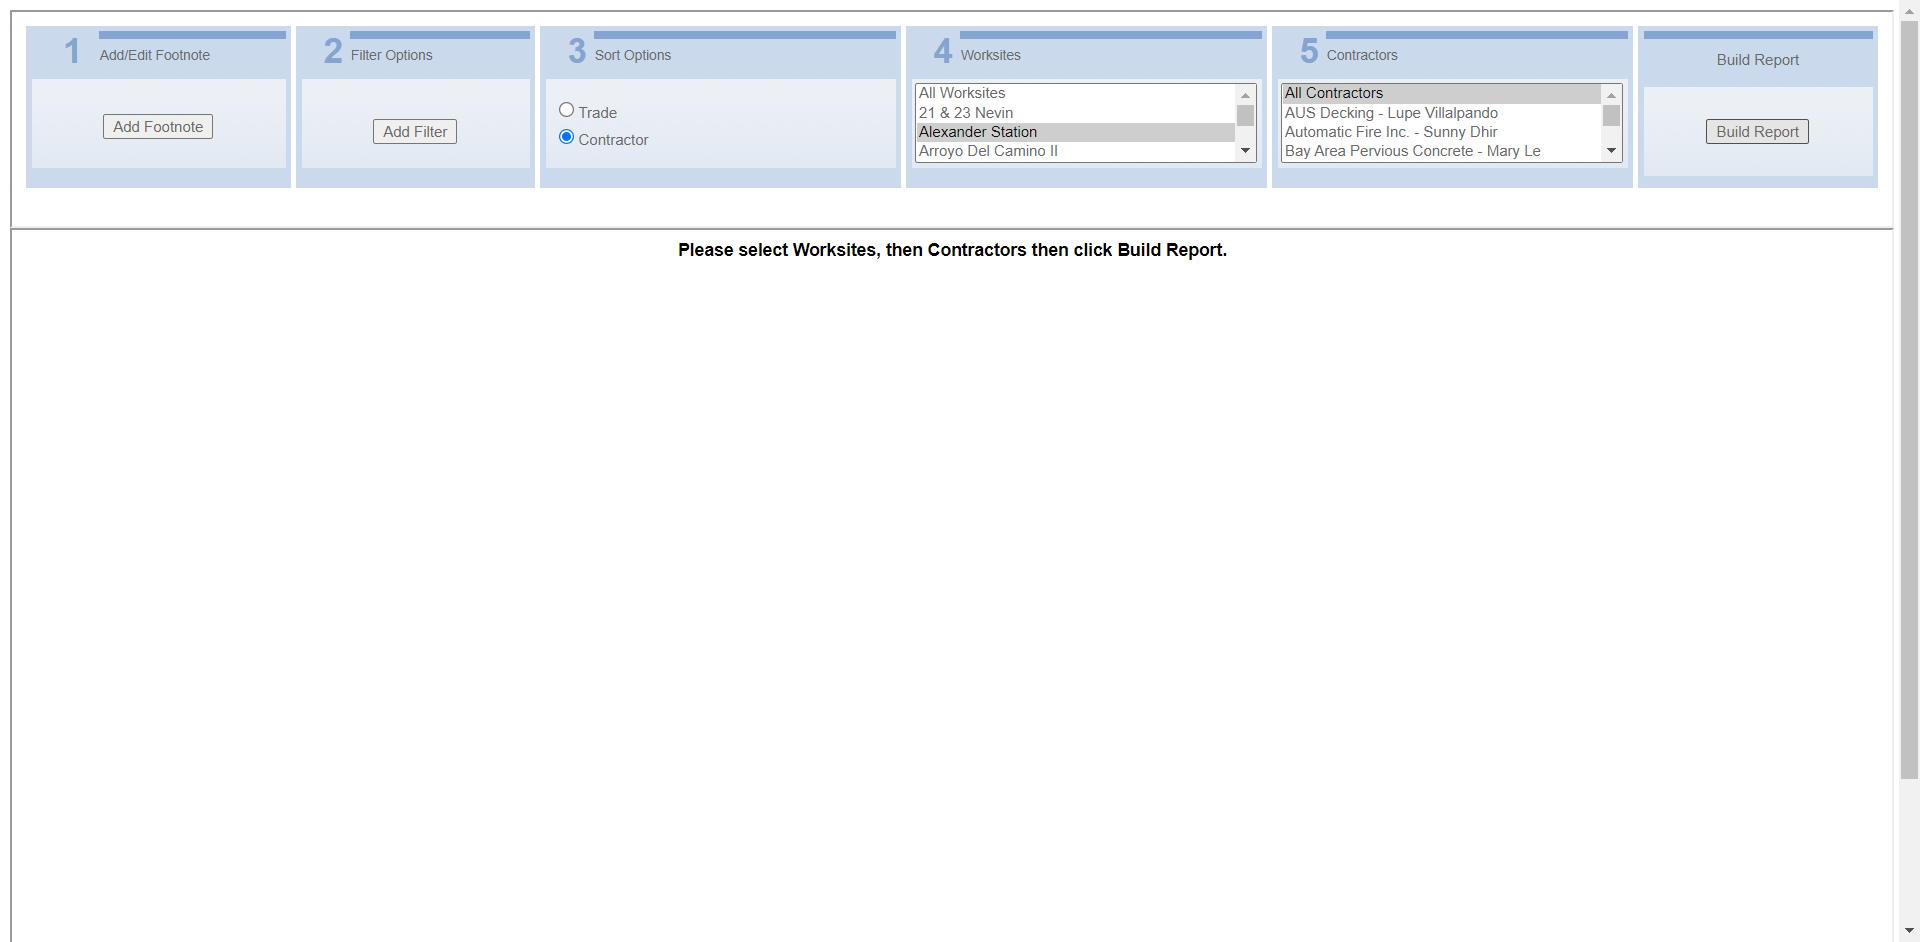 1 Add/Edit Footnote
Add Footnote
2 Filter Options
Add Filter
3 Sort Options
Trade
Contractor
4 Worksites
All Worksites
21 & 23 Nevin
Alexander Station
Arroyo Del Camino II
5 Contractors
All Contractors
AUS Decking - Lupe Villalpando
Automatic Fire Inc. - Sunny Dhir
Bay Area Pervious Concrete - Mary Le
Build Report
Build Report
Please select Worksites, then Contractors then click Build Report.